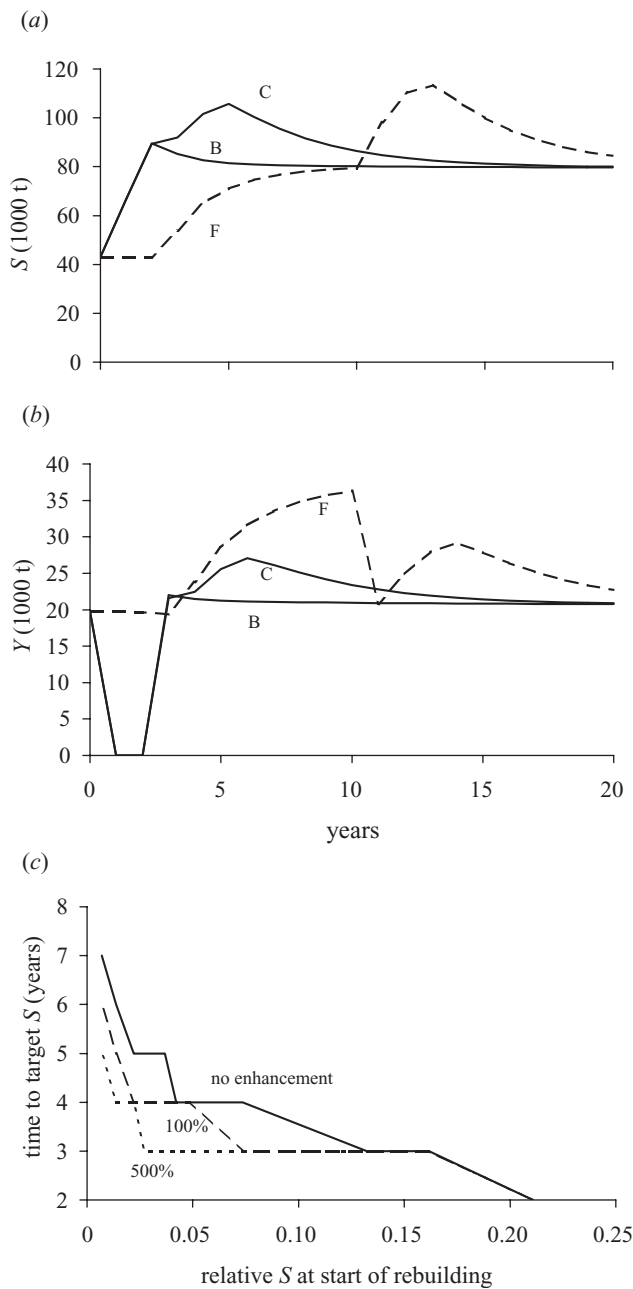 (a)
120
100
80
60
40
20
0
S (1000 t)
C
B
F
(b)
40
35
30
25
20
15
10
5
0
Y (1000 t)
F
C
B
0 5 10 15 20
years
(c)
8
7
6
5
4
3
2
time to target S (years)
no enhancement
100%
500%
0 0.05 0.10 0.15 0.20 0.25
relative S at start of rebuilding